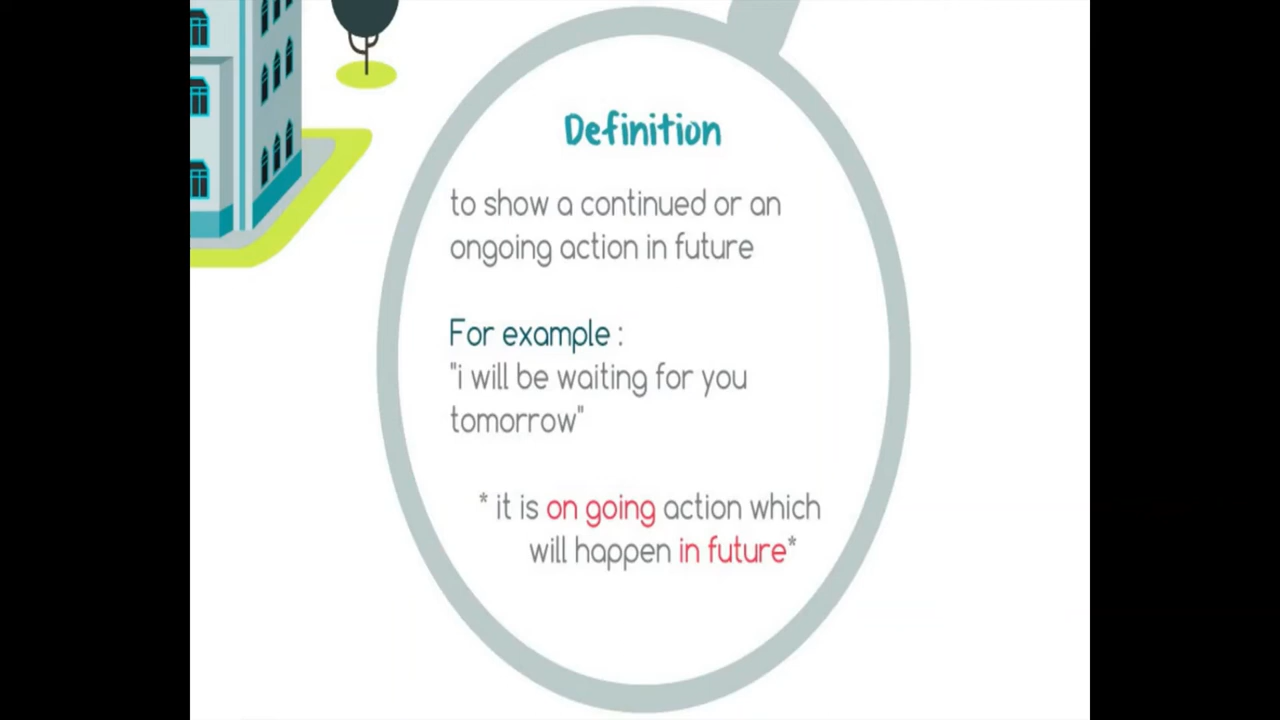 Definition
to show a continued or an
ongoing action in future
For example :
"i will be waiting for you
tomorrow"
* it is on going action which
will happen in future*